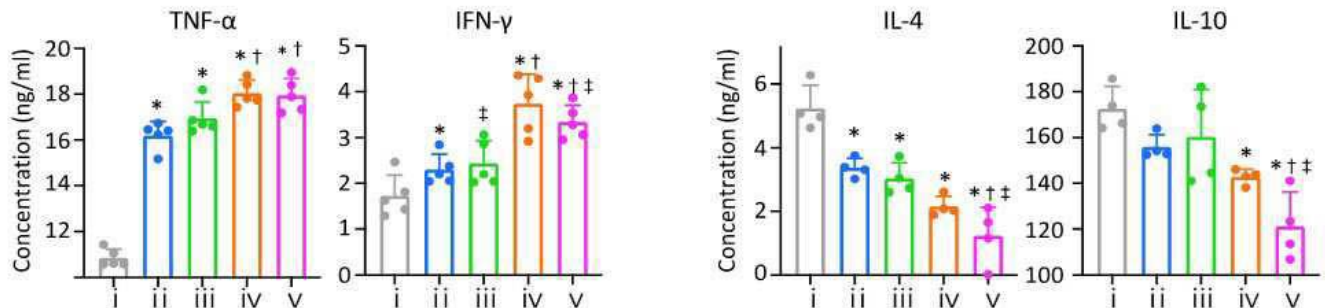 TNF-α
IFN-γ
IL-4
IL-10
Concentration (ng/ml)
20
18
16
14
12
*
*
* †
* †
i ii iii iv v
5
4
3
2
1
0
*
‡
* †
* † ‡
i ii iii iv v
Concentration (ng/ml)
6
4
2
0
*
*
*
* † ‡
i ii iii iv v
200
180
160
140
120
100
*
* † ‡
i ii iii iv v